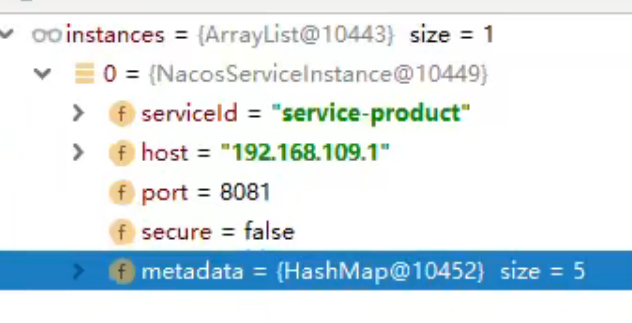 instances = {ArrayList@10443} size = 1
0 = {NacosServiceInstance@10449}
f serviceId = "service-product"
f host = "192.168.109.1"
f port = 8081
f secure = false
f metadata = {HashMap@10452} size = 5